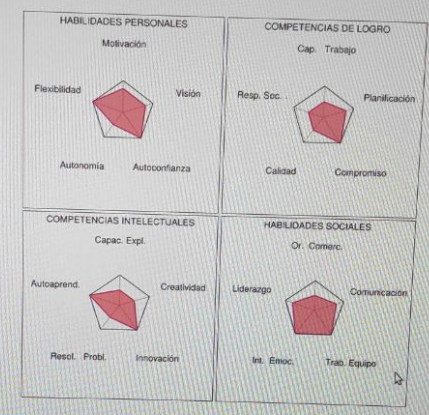 HABILIDADES PERSONALES
Motivación
Flexibilidad
Visión
Autonomía
Autoconfianza
COMPETENCIAS DE LOGRO
Cap. Trabajo
Resp. Soc.
Planificación
Calidad
Compromiso
COMPETENCIAS INTELECTUALES
Capac. Expl.
Autoaprend.
Creatividad
Resol. Probl.
Innovación
HABILIDADES SOCIALES
Or. Comerc.
Liderazgo
Comunicación
Int. Emoc.
Trab. Equipo